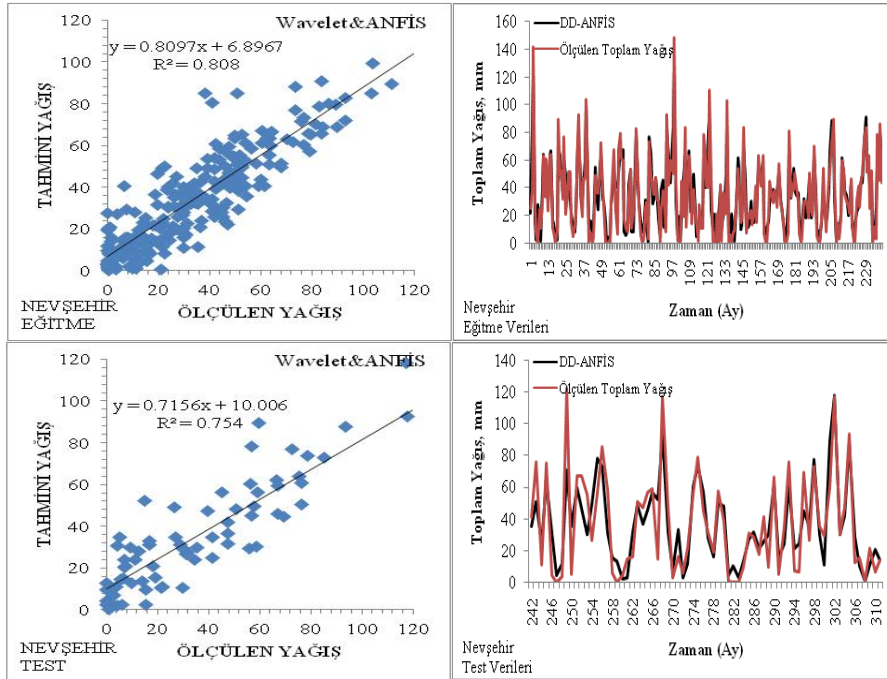 Wavelet&ANFİS
y = 0.8097x + 6.8967
R² = 0.808
TAHMİNİ YAĞIŞ
120
100
80
60
40
20
0
0 20 40 60 80 100 120
NEVŞEHİR
EĞİTME
ÖLÇÜLEN YAĞIŞ
DD-ANFİS
Ölçülen Toplam Yağış
Toplam Yağış, mm
160
140
120
100
80
60
40
20
0
1 13 25 37 49 61 73 85 97 109 121 133 145 157 169 181 193 205 217 229
Nevşehir
Eğitme Verileri
Zaman (Ay)
Wavelet&ANFİS
y = 0.7156x + 10.006
R² = 0.754
TAHMİNİ YAĞIŞ
120
100
80
60
40
20
0
0 20 40 60 80 100 120
NEVŞEHİR
TEST
ÖLÇÜLEN YAĞIŞ
DD-ANFİS
Ölçülen Toplam Yağış
Toplam Yağış, mm
140
120
100
80
60
40
20
0
242 246 250 254 258 262 266 270 274 278 282 286 290 294 298 302 306 310
Nevşehir
Test Verileri
Zaman (Ay)